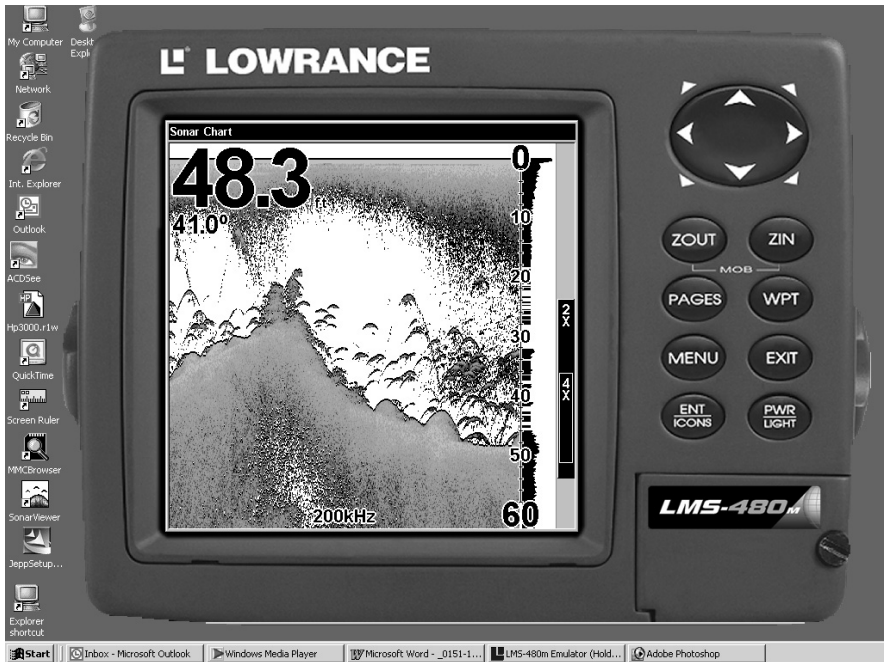 My Computer
Deskt
Explo
Network
Recycle Bin
Int. Explorer
Outlook
ACDSee
HP
Hp3000.r1w
QuickTime
Screen Ruler
MMCBrowser
SonarViewer
JeppSetup...
Explorer
shortcut
LOWRANCE
Sonar Chart
48.3 ft
41.0°
0
10
20
30
40
50
60
2X
4X
200kHz
ZOUT ZIN
MOB
PAGES WPT
MENU EXIT
ENT PWR
ICONS LIGHT
LMS-480M
Start Inbox - Microsoft Outlook Windows Media Player Microsoft Word - _0151-1... LMS-480m Emulator (Hold... Adobe Photoshop